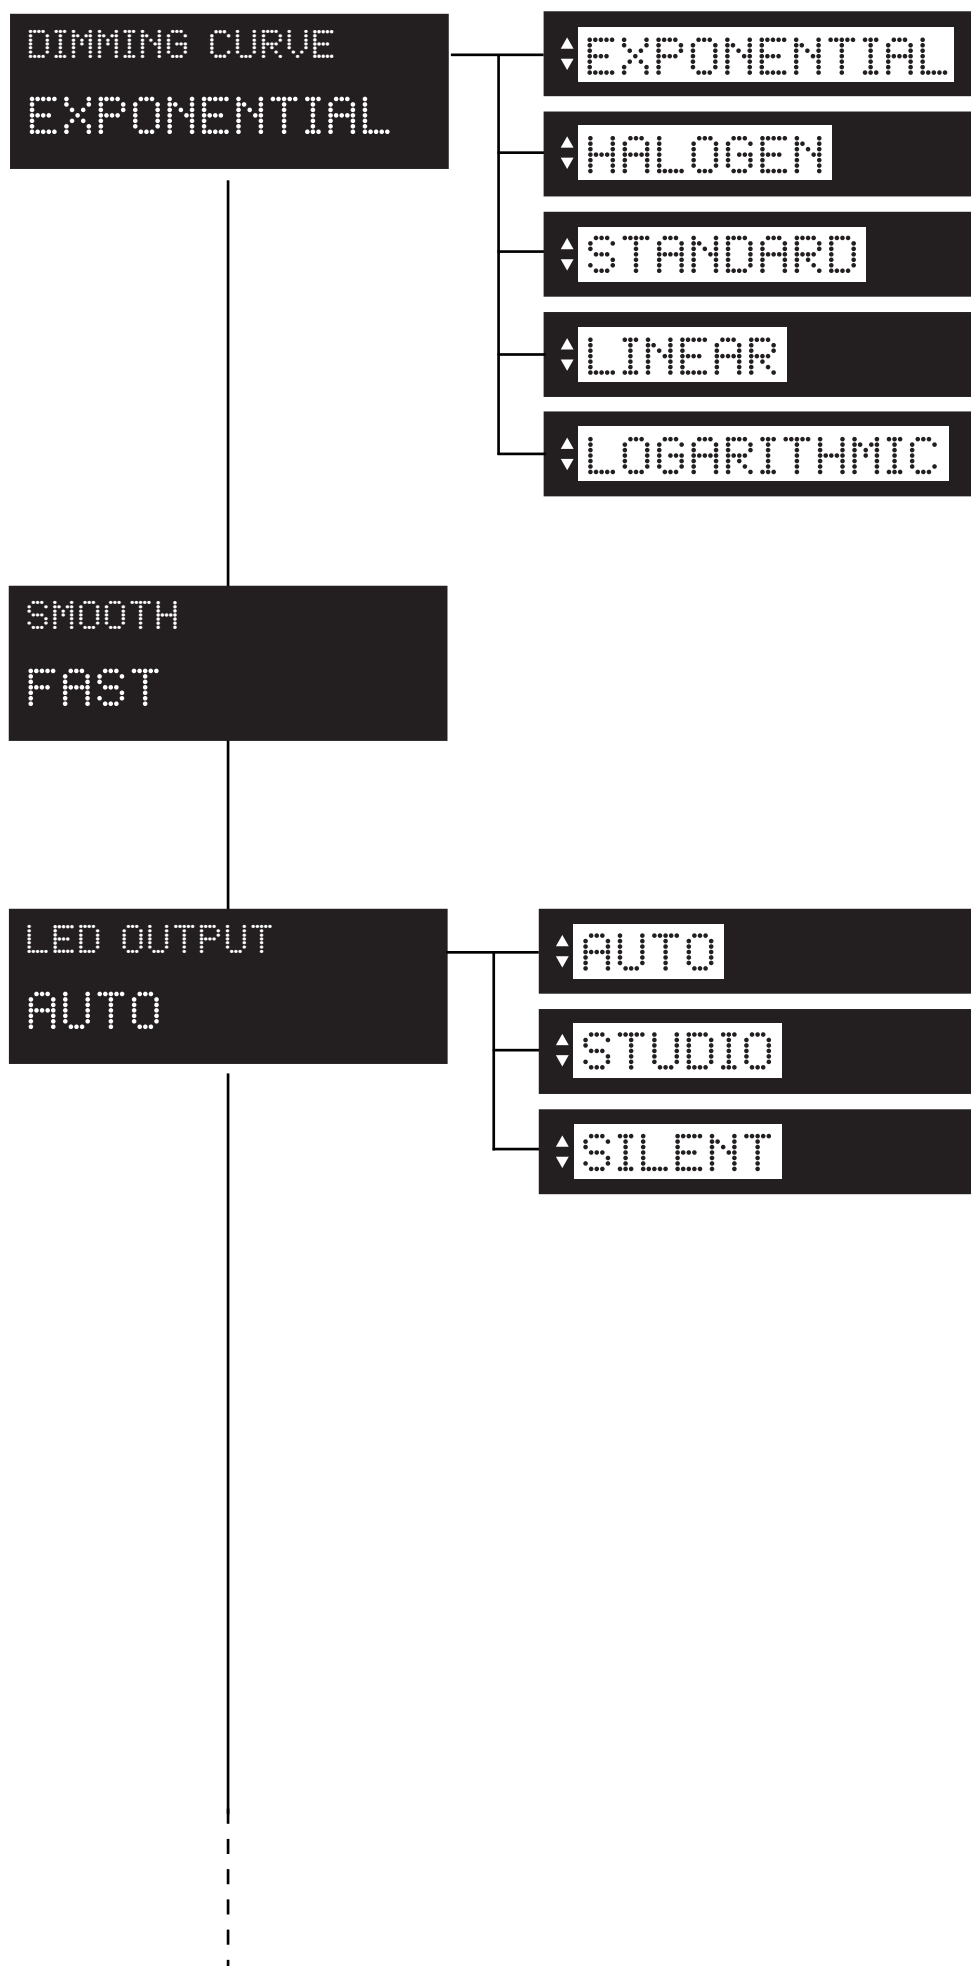 DIMMING CURVE
EXPONENTIAL
EXPONENTIAL
HALOGEN
STANDARD
LINEAR
LOGARITHMIC
SMOOTH
FAST
LED OUTPUT
AUTO
AUTO
STUDIO
SILENT